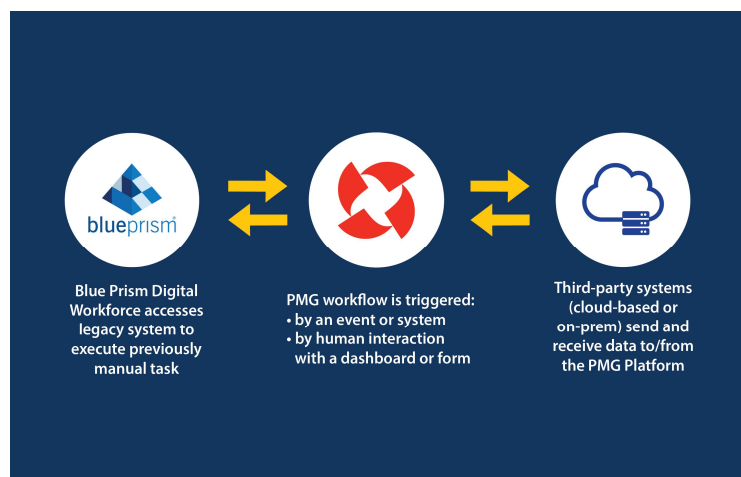 blueprism®
Blue Prism Digital
Workforce accesses
legacy system to
execute previously
manual task
PMG workflow is triggered:
• by an event or system
• by human interaction
with a dashboard or form
Third-party systems
(cloud-based or
on-prem) send and
receive data to/from
the PMG Platform